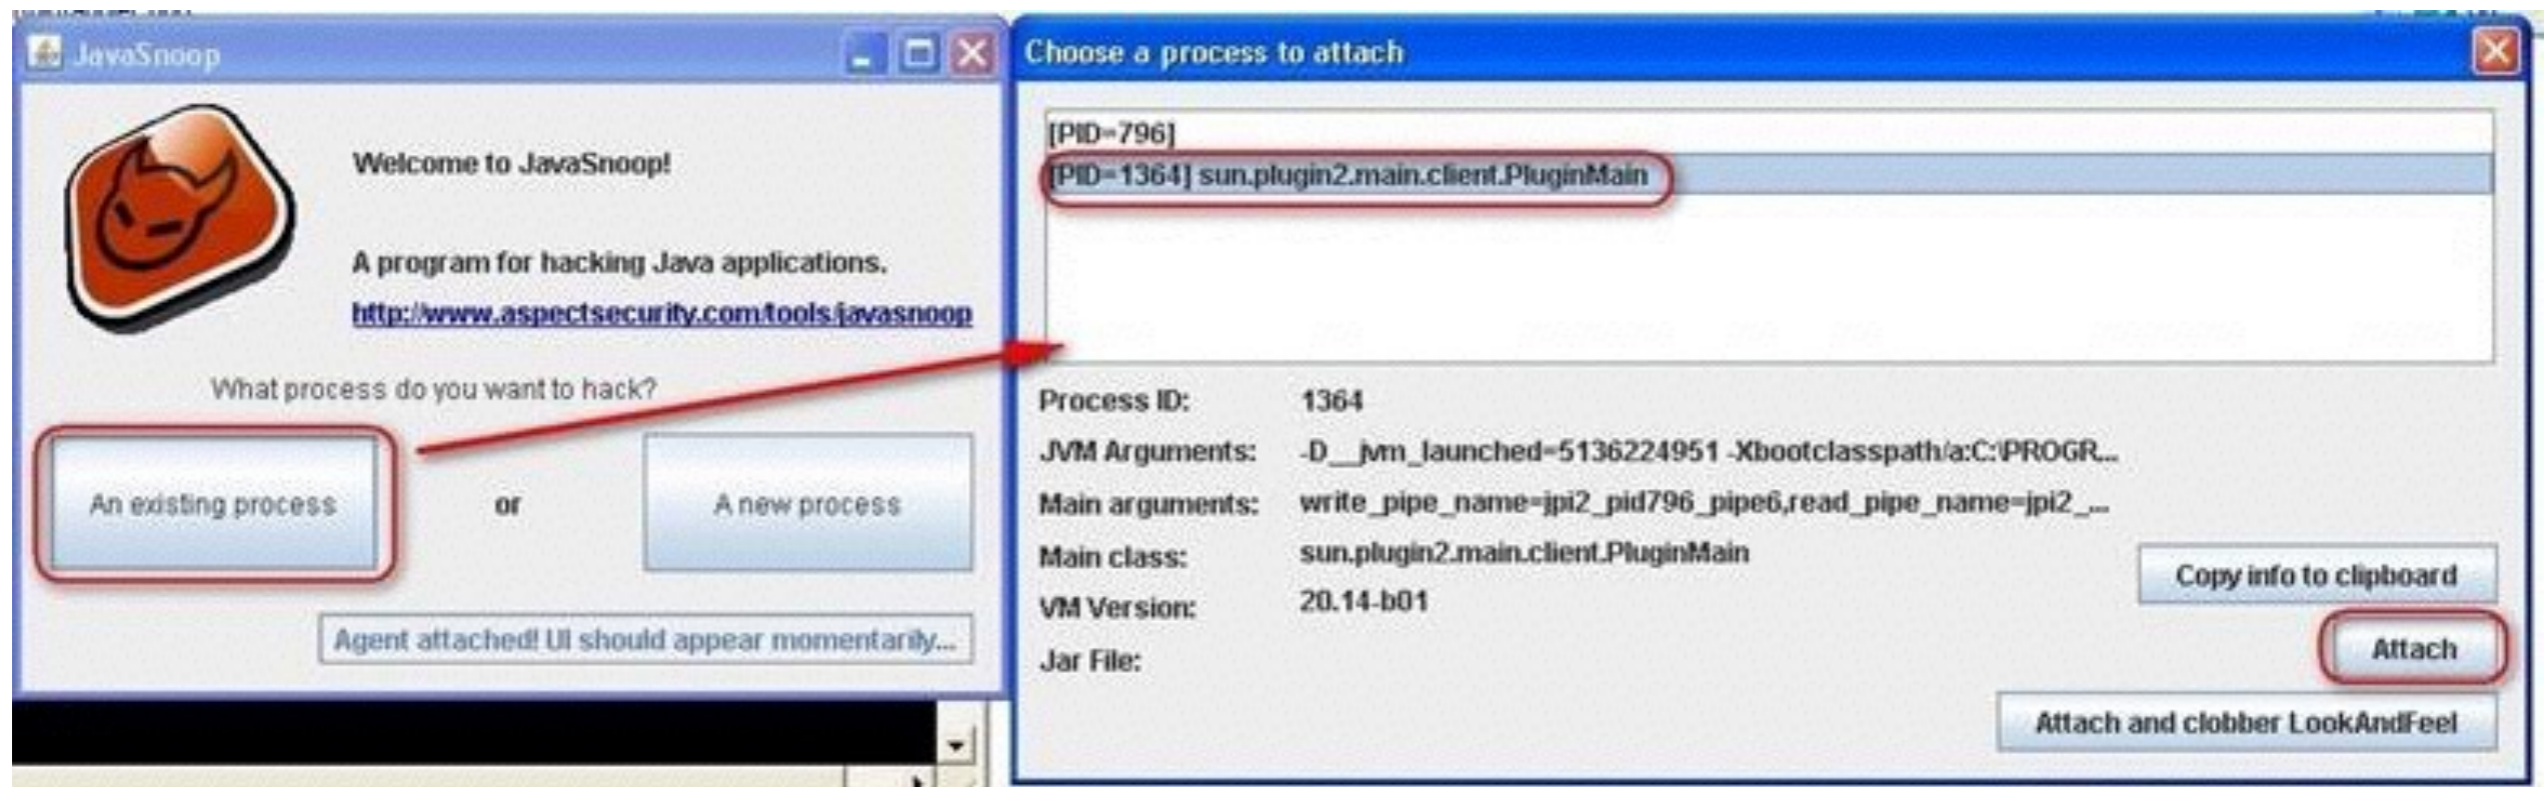 JavaSnoop
Welcome to JavaSnoop!
A program for hacking Java applications.
http://www.aspectsecurity.com/tools/javasnoop
What process do you want to hack?
An existing process
or
A new process
Agent attached! UI should appear momentarily...
Choose a process to attach
[PID=796]
[PID=1364] sun.plugin2.main.client.PluginMain
Process ID: 1364
JVM Arguments: -D__jvm_launched=5136224951 -Xbootclasspath/a:C:\PROGR...
Main arguments: write_pipe_name=jpi2_pid796_pipe6,read_pipe_name=jpi2_...
Main class: sun.plugin2.main.client.PluginMain
VM Version: 20.14-b01
Jar File:
Copy info to clipboard
Attach
Attach and clobber LookAndFeel